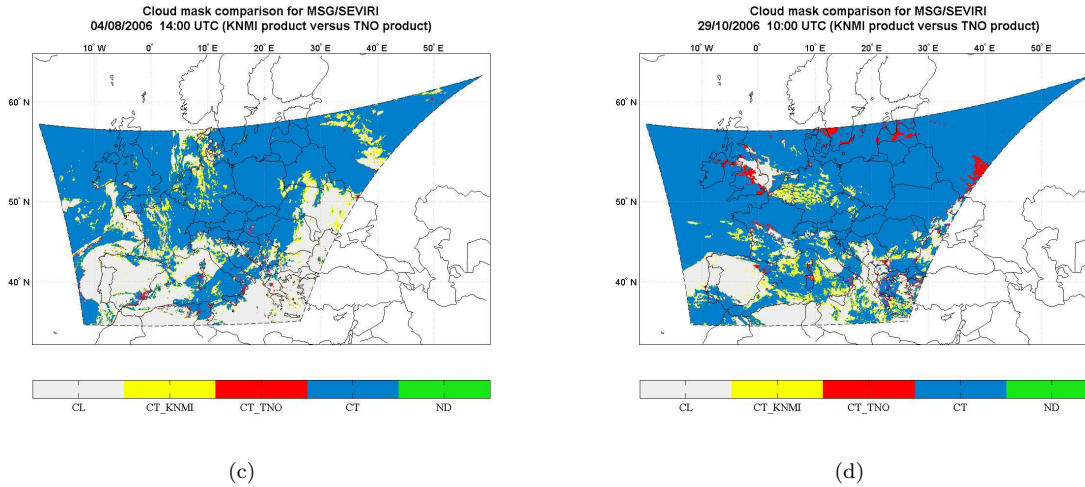 Cloud mask comparison for MSG/SEVIRI
04/08/2006 14:00 UTC (KNMI product versus TNO product)
10° W 0° 10° E 20° E 30° E 40° E 50° E
60° N
50° N
40° N
CL CT_KNMI CT_TNO CT ND
(c)
Cloud mask comparison for MSG/SEVIRI
29/10/2006 10:00 UTC (KNMI product versus TNO product)
10° W 0° 10° E 20° E 30° E 40° E 50° E
60° N
50° N
40° N
CL CT_KNMI CT_TNO CT ND
(d)